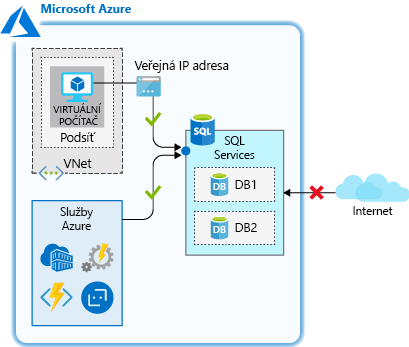 Microsoft Azure
Veřejná IP adresa
VIRTUÁLNÍ
POČÍTAČ
Podsíť
VNet
SQL
SQL
Services
DB
DB1
DB
DB2
Služby
Azure
Internet